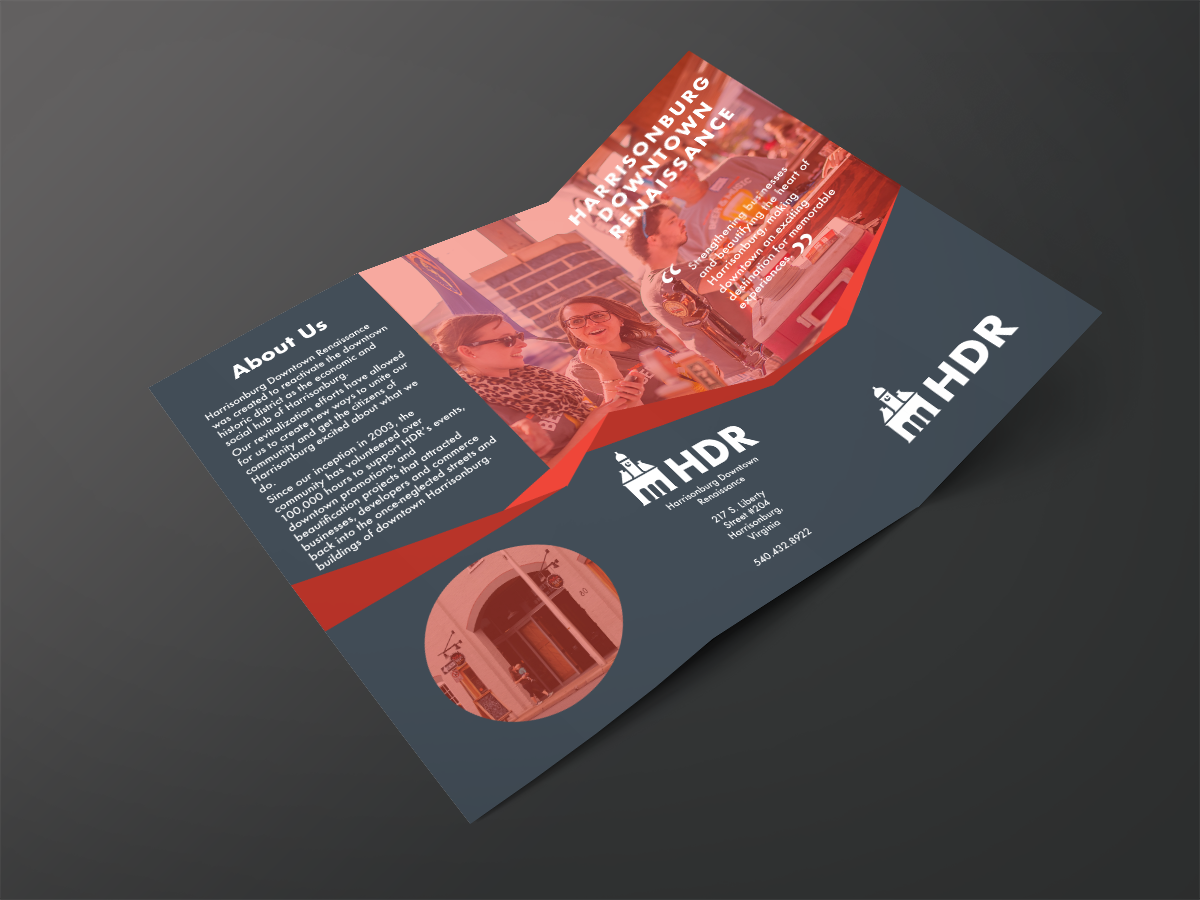 About Us
Harrisonburg Downtown Renaissance
was created to reactivate the downtown
historic district as the economic and
social hub of Harrisonburg.
Our revitalization efforts have allowed
for us to create new ways to unite our
community and get the citizens of
Harrisonburg excited about what we
do.
Since our inception in 2003, the
community has volunteered over
100,000 hours to support HDR's events,
downtown promotions, and
beautification projects that attracted
businesses, developers and commerce
back into the once-neglected streets and
buildings of downtown Harrisonburg.
HDR
Harrisonburg Downtown
Renaissance
217 S. Liberty
Street #204
Harrisonburg,
Virginia
540.432.8922
HARRISONBURG
DOWNTOWN
RENAISSANCE
“ Strengthening businesses
and beautifying the heart of
Harrisonburg, making
downtown an exciting
destination for memorable
experiences. ”
HDR